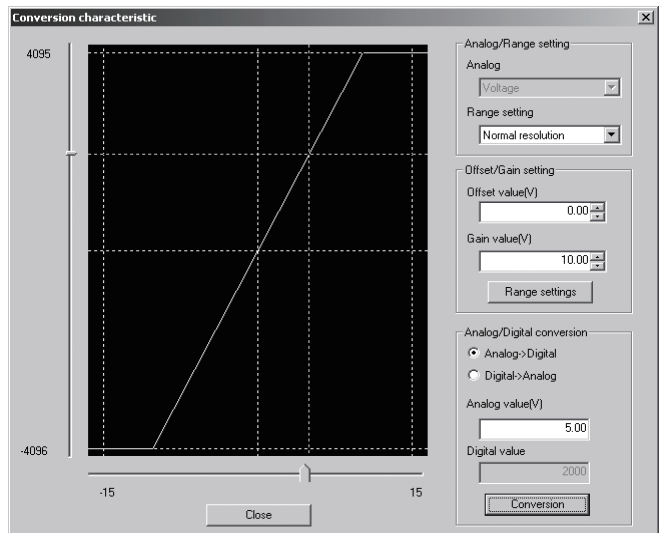 Conversion characteristic
4095
-4096
-15
15
Close
Analog/Range setting
Analog
Voltage
Range setting
Normal resolution
Offset/Gain setting
Offset value(V)
0.00
Gain value(V)
10.00
Range settings
Analog/Digital conversion
Analog->Digital
Digital->Analog
Analog value(V)
5.00
Digital value
2000
Conversion